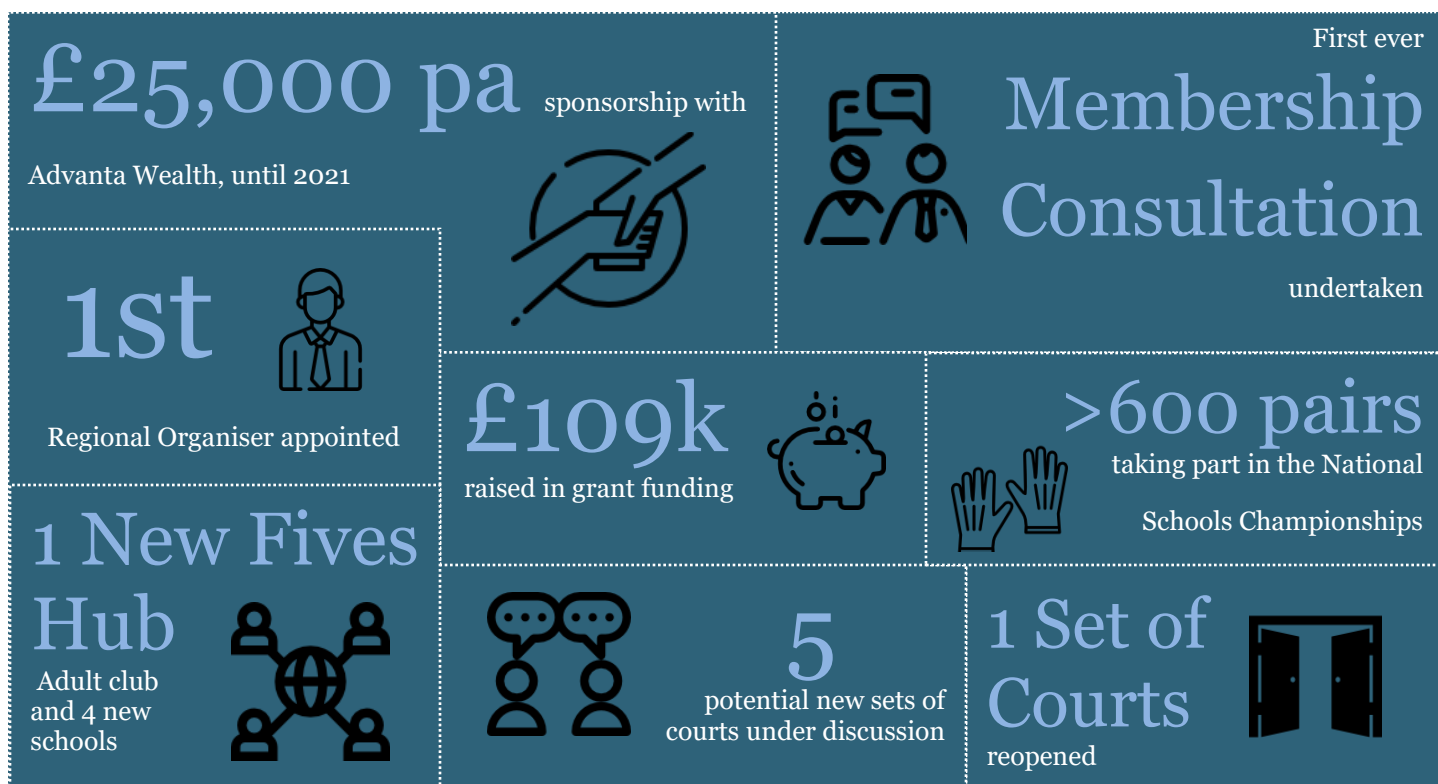 £25,000 pa sponsorship with
Advanta Wealth, until 2021
First ever
Membership
Consultation
undertaken
1st
Regional Organiser appointed
£109k
raised in grant funding
>600 pairs
taking part in the National
Schools Championships
1 New Fives
Hub
Adult club
and 4 new
schools
5
potential new sets of
courts under discussion
1 Set of
Courts
reopened